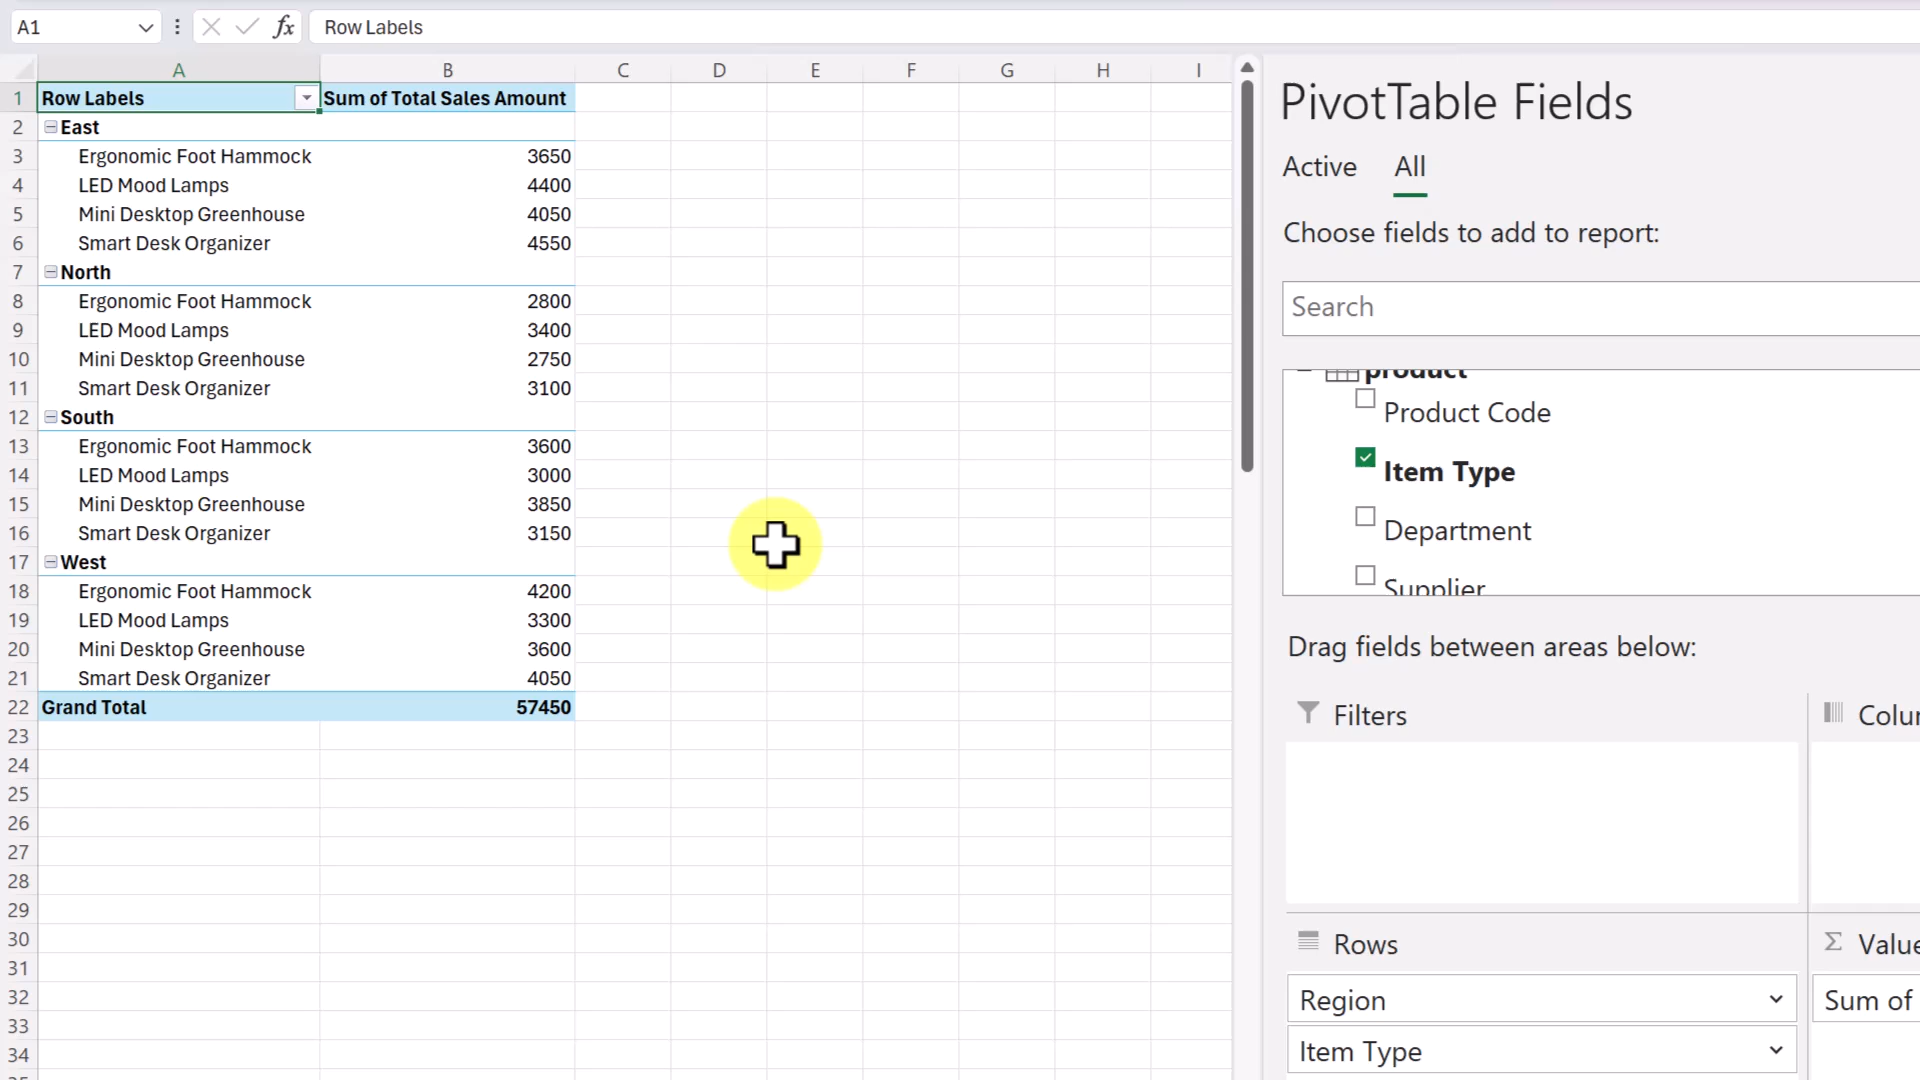 A1
fx
Row Labels
A B C D E F G H I
1 Row Labels Sum of Total Sales Amount
2 East
3 Ergonomic Foot Hammock 3650
4 LED Mood Lamps 4400
5 Mini Desktop Greenhouse 4050
6 Smart Desk Organizer 4550
7 North
8 Ergonomic Foot Hammock 2800
9 LED Mood Lamps 3400
10 Mini Desktop Greenhouse 2750
11 Smart Desk Organizer 3100
12 South
13 Ergonomic Foot Hammock 3600
14 LED Mood Lamps 3000
15 Mini Desktop Greenhouse 3850
16 Smart Desk Organizer 3150
17 West
18 Ergonomic Foot Hammock 4200
19 LED Mood Lamps 3300
20 Mini Desktop Greenhouse 3600
21 Smart Desk Organizer 4050
22 Grand Total 57450
23
24
25
26
27
28
29
30
31
32
33
34
PivotTable Fields
Active All
Choose fields to add to report:
Search
product
Product Code
Item Type
Department
Supplier
Drag fields between areas below:
Filters
Colu
Rows
Σ Value
Region
Sum of
Item Type